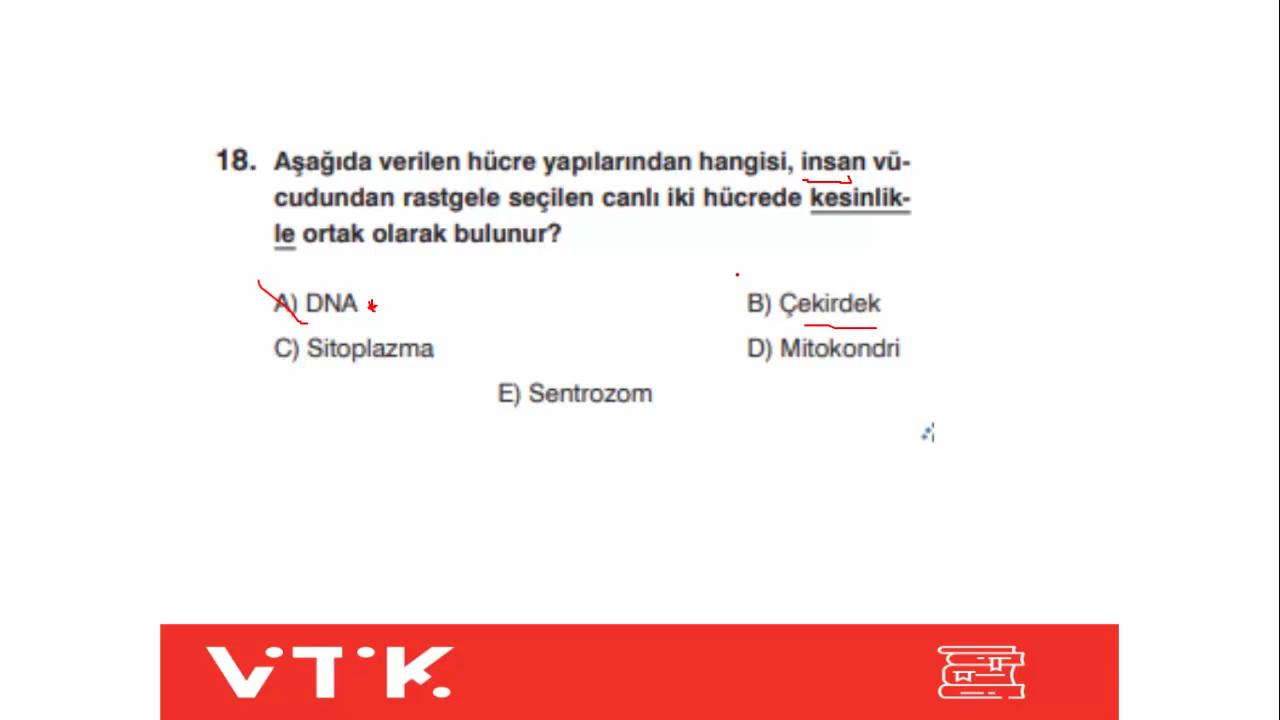 18. Aşağıda verilen hücre yapılarından hangisi, insan vü-
cudundan rastgele seçilen canlı iki hücrede kesinlik-
le ortak olarak bulunur?
A) DNA
B) Çekirdek
C) Sitoplazma
D) Mitokondri
E) Sentrozom
VTK